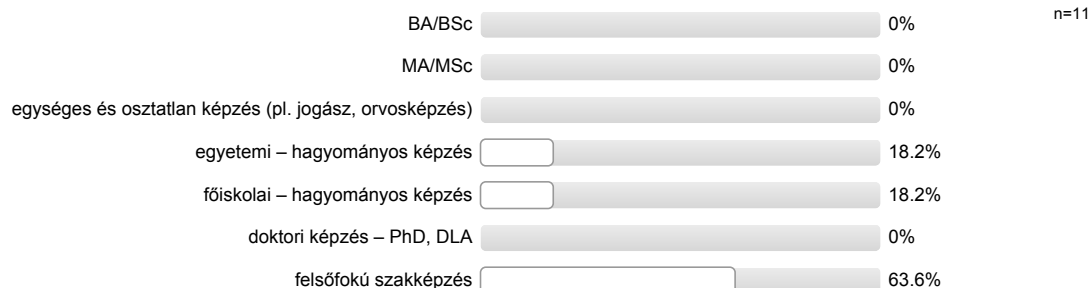 BA/BSc 0% n=11
MA/MSc 0%
egységes és osztatlan képzés (pl. jogász, orvosképzés) 0%
egyetemi – hagyományos képzés 18.2%
főiskolai – hagyományos képzés 18.2%
doktori képzés – PhD, DLA 0%
felsőfokú szakképzés 63.6%